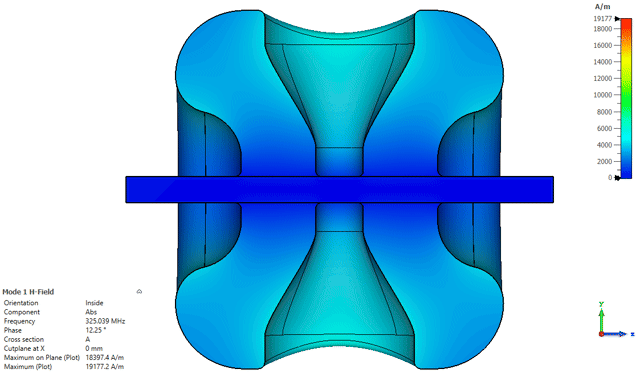 A/m
19177
18000
16000
14000
12000
10000
8000
6000
4000
2000
0
Mode 1 H-Field
Orientation Inside
Component Abs
Frequency 325.039 MHz
Phase 12.25 °
Cross section A
Cutplane at X 0 mm
Maximum on Plane (Plot) 18397.4 A/m
Maximum (Plot) 19177.2 A/m
Y
z